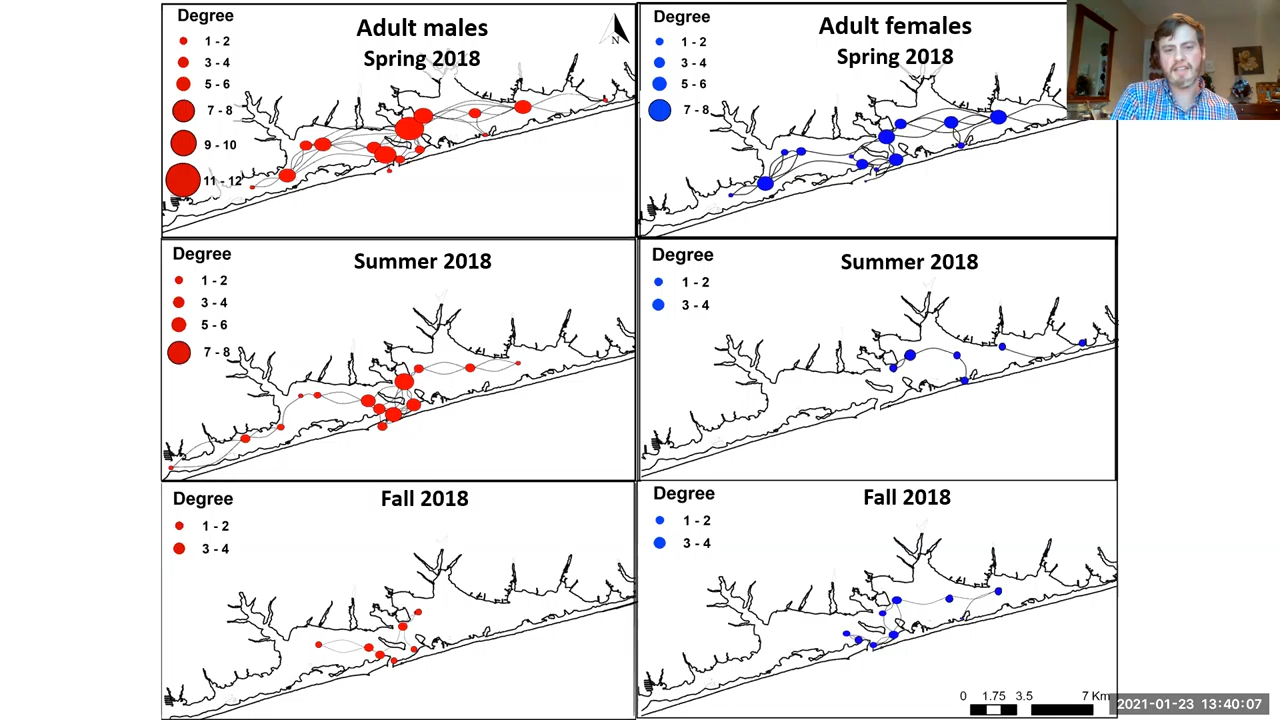 Degree
1 - 2
3 - 4
5 - 6
7 - 8
9 - 10
11 - 12
Adult males
Spring 2018
N
Degree
1 - 2
3 - 4
5 - 6
7 - 8
Adult females
Spring 2018
Degree
1 - 2
3 - 4
5 - 6
7 - 8
Summer 2018
Degree
1 - 2
3 - 4
Summer 2018
Degree
1 - 2
3 - 4
Fall 2018
Degree
1 - 2
3 - 4
Fall 2018
0 1.75 3.5 7 Km
2021-01-23 13:40:07